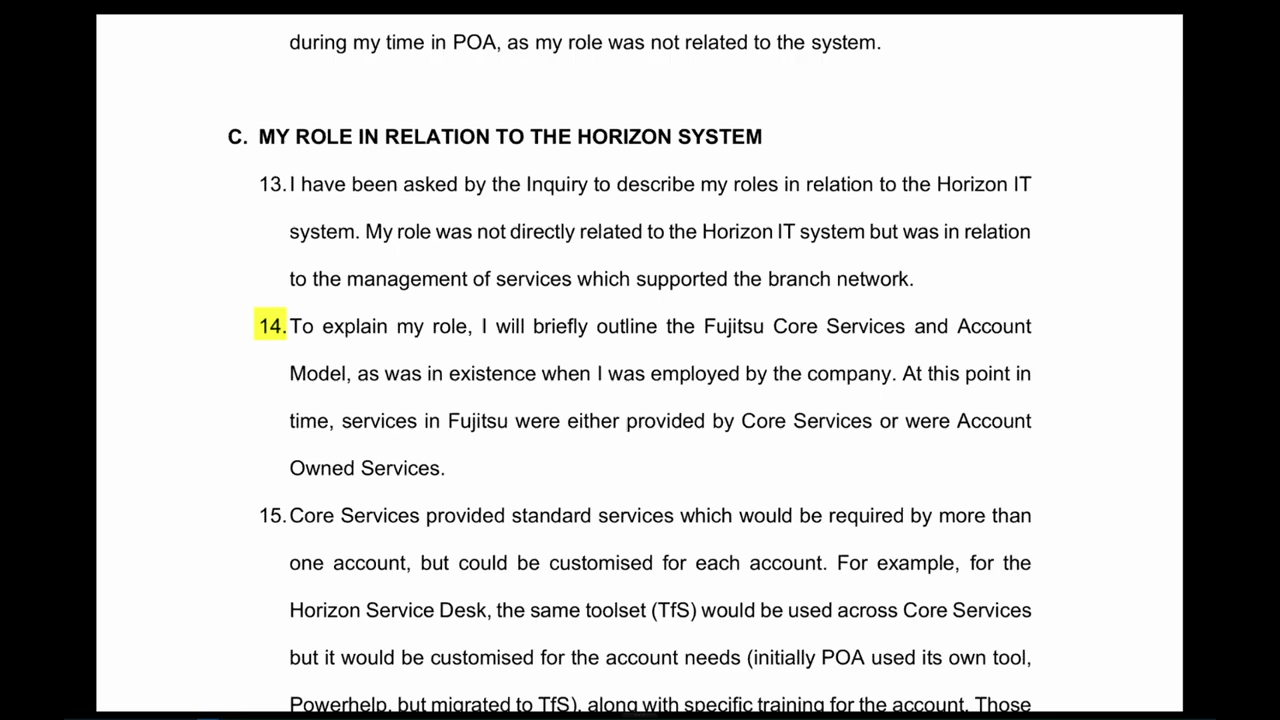 during my time in POA, as my role was not related to the system.
C. MY ROLE IN RELATION TO THE HORIZON SYSTEM
13. I have been asked by the Inquiry to describe my roles in relation to the Horizon IT
system. My role was not directly related to the Horizon IT system but was in relation
to the management of services which supported the branch network.
14. To explain my role, I will briefly outline the Fujitsu Core Services and Account
Model, as was in existence when I was employed by the company. At this point in
time, services in Fujitsu were either provided by Core Services or were Account
Owned Services.
15. Core Services provided standard services which would be required by more than
one account, but could be customised for each account. For example, for the
Horizon Service Desk, the same toolset (TfS) would be used across Core Services
but it would be customised for the account needs (initially POA used its own tool,
Powerhelp, but migrated to TfS), along with specific training for the account. Those